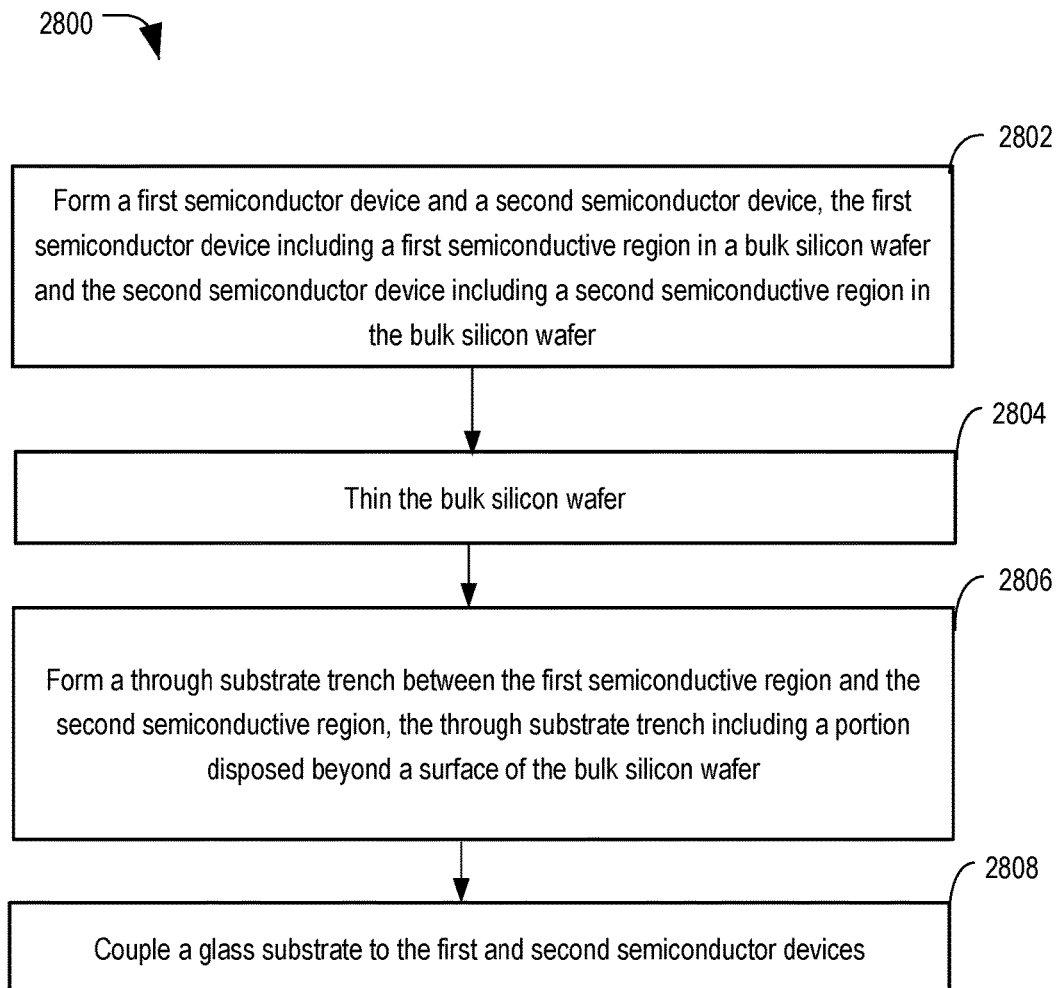 2800
2802
Form a first semiconductor device and a second semiconductor device, the first
semiconductor device including a first semiconductive region in a bulk silicon wafer
and the second semiconductor device including a second semiconductive region in
the bulk silicon wafer
2804
Thin the bulk silicon wafer
2806
Form a through substrate trench between the first semiconductive region and the
second semiconductive region, the through substrate trench including a portion
disposed beyond a surface of the bulk silicon wafer
2808
Couple a glass substrate to the first and second semiconductor devices